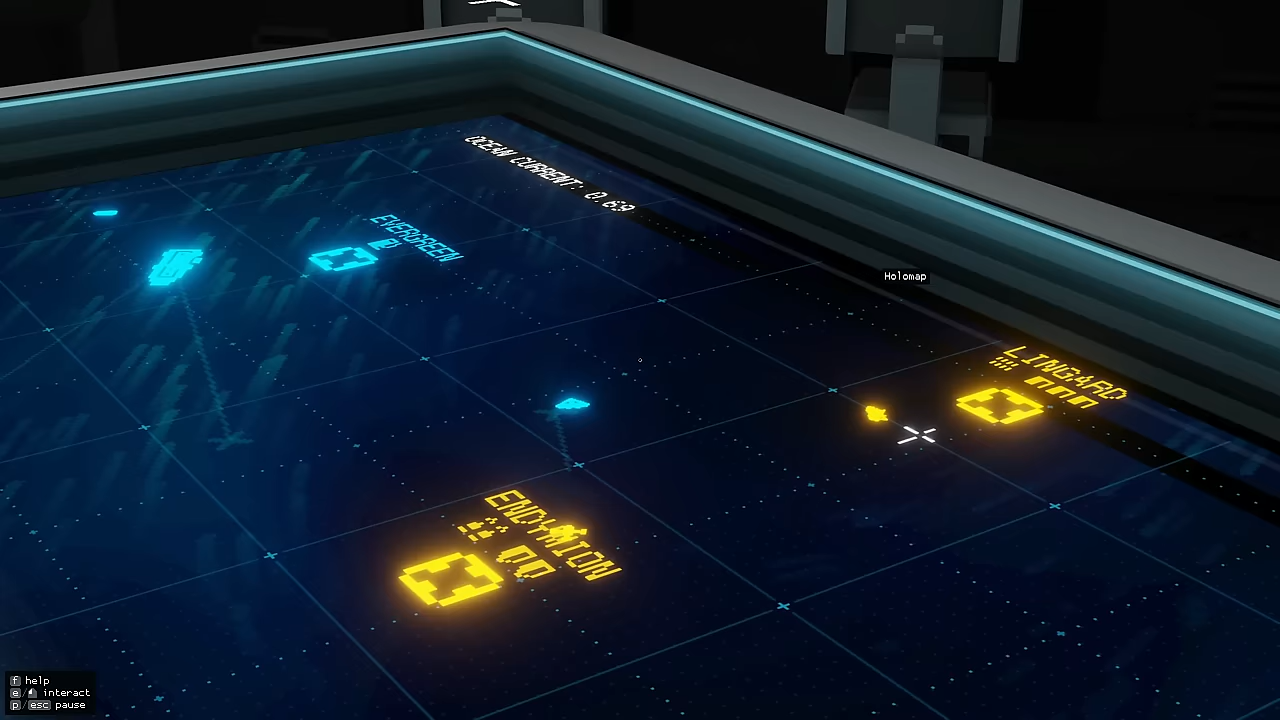 OCEAN CURRENT: 0.69
EVERGREEN
Holomap
LINGARD
ENDYMION
f help
e / interact
p / esc pause